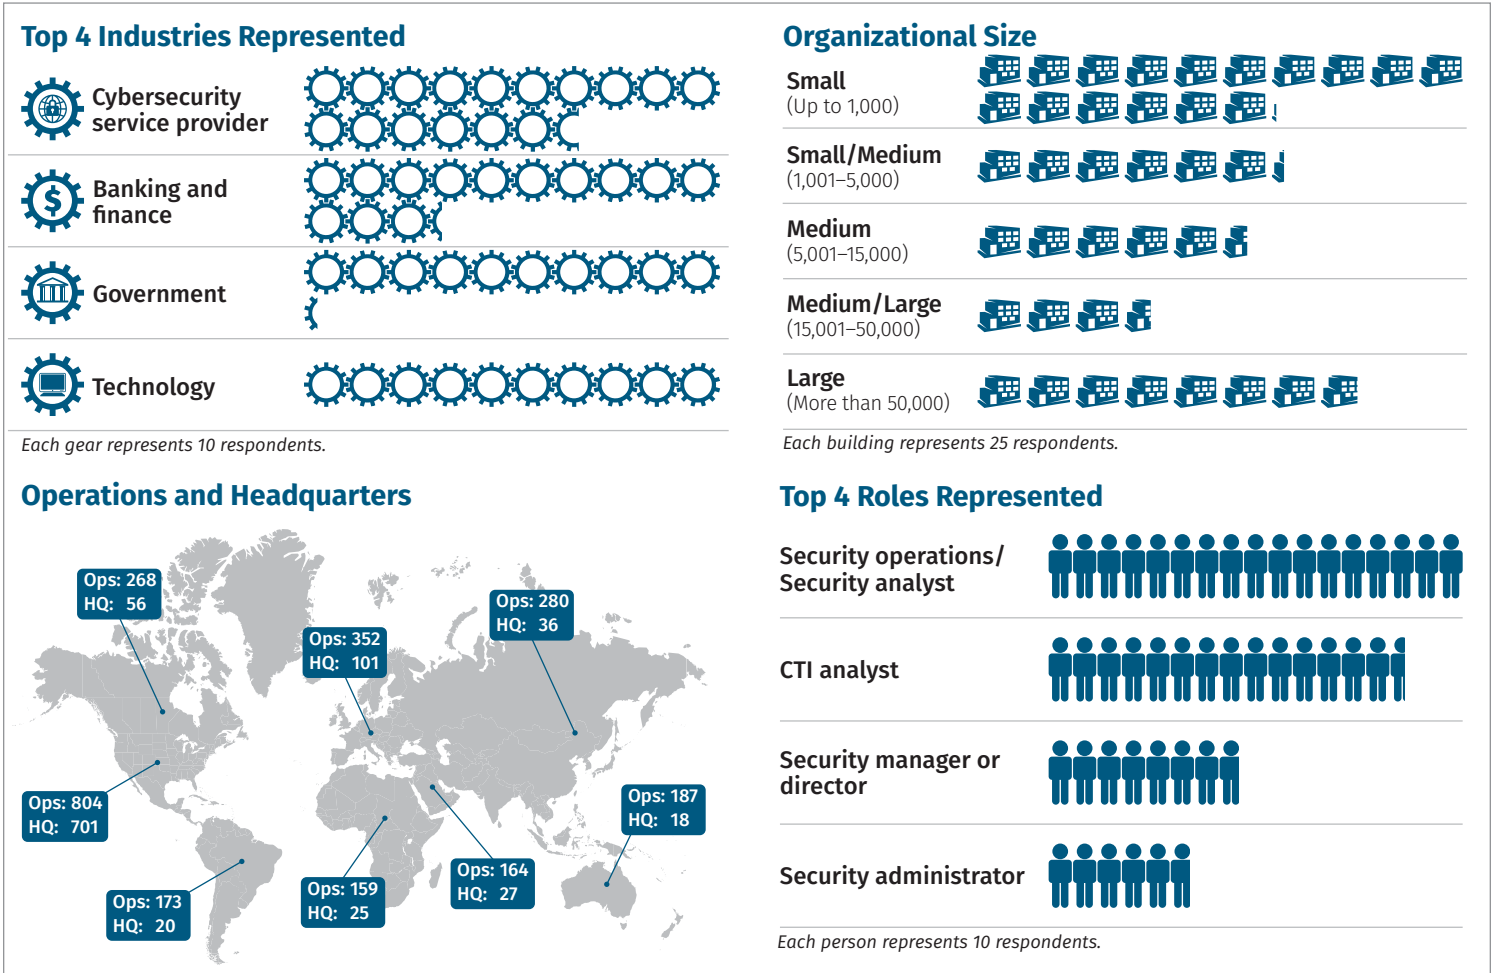 Top 4 Industries Represented
Cybersecurity
service provider
Banking and
finance
$
Government
Technology
Each gear represents 10 respondents.
Organizational Size
Small
(Up to 1,000)
Small/Medium
(1,001–5,000)
Medium
(5,001–15,000)
Medium/Large
(15,001–50,000)
Large
(More than 50,000)
Each building represents 25 respondents.
Operations and Headquarters
Ops: 268
HQ: 56
Ops: 352
HQ: 101
Ops: 280
HQ: 36
Ops: 804
HQ: 701
Ops: 187
HQ: 18
Ops: 173
HQ: 20
Ops: 159
HQ: 25
Ops: 164
HQ: 27
Top 4 Roles Represented
Security operations/
Security analyst
CTI analyst
Security manager or
director
Security administrator
Each person represents 10 respondents.